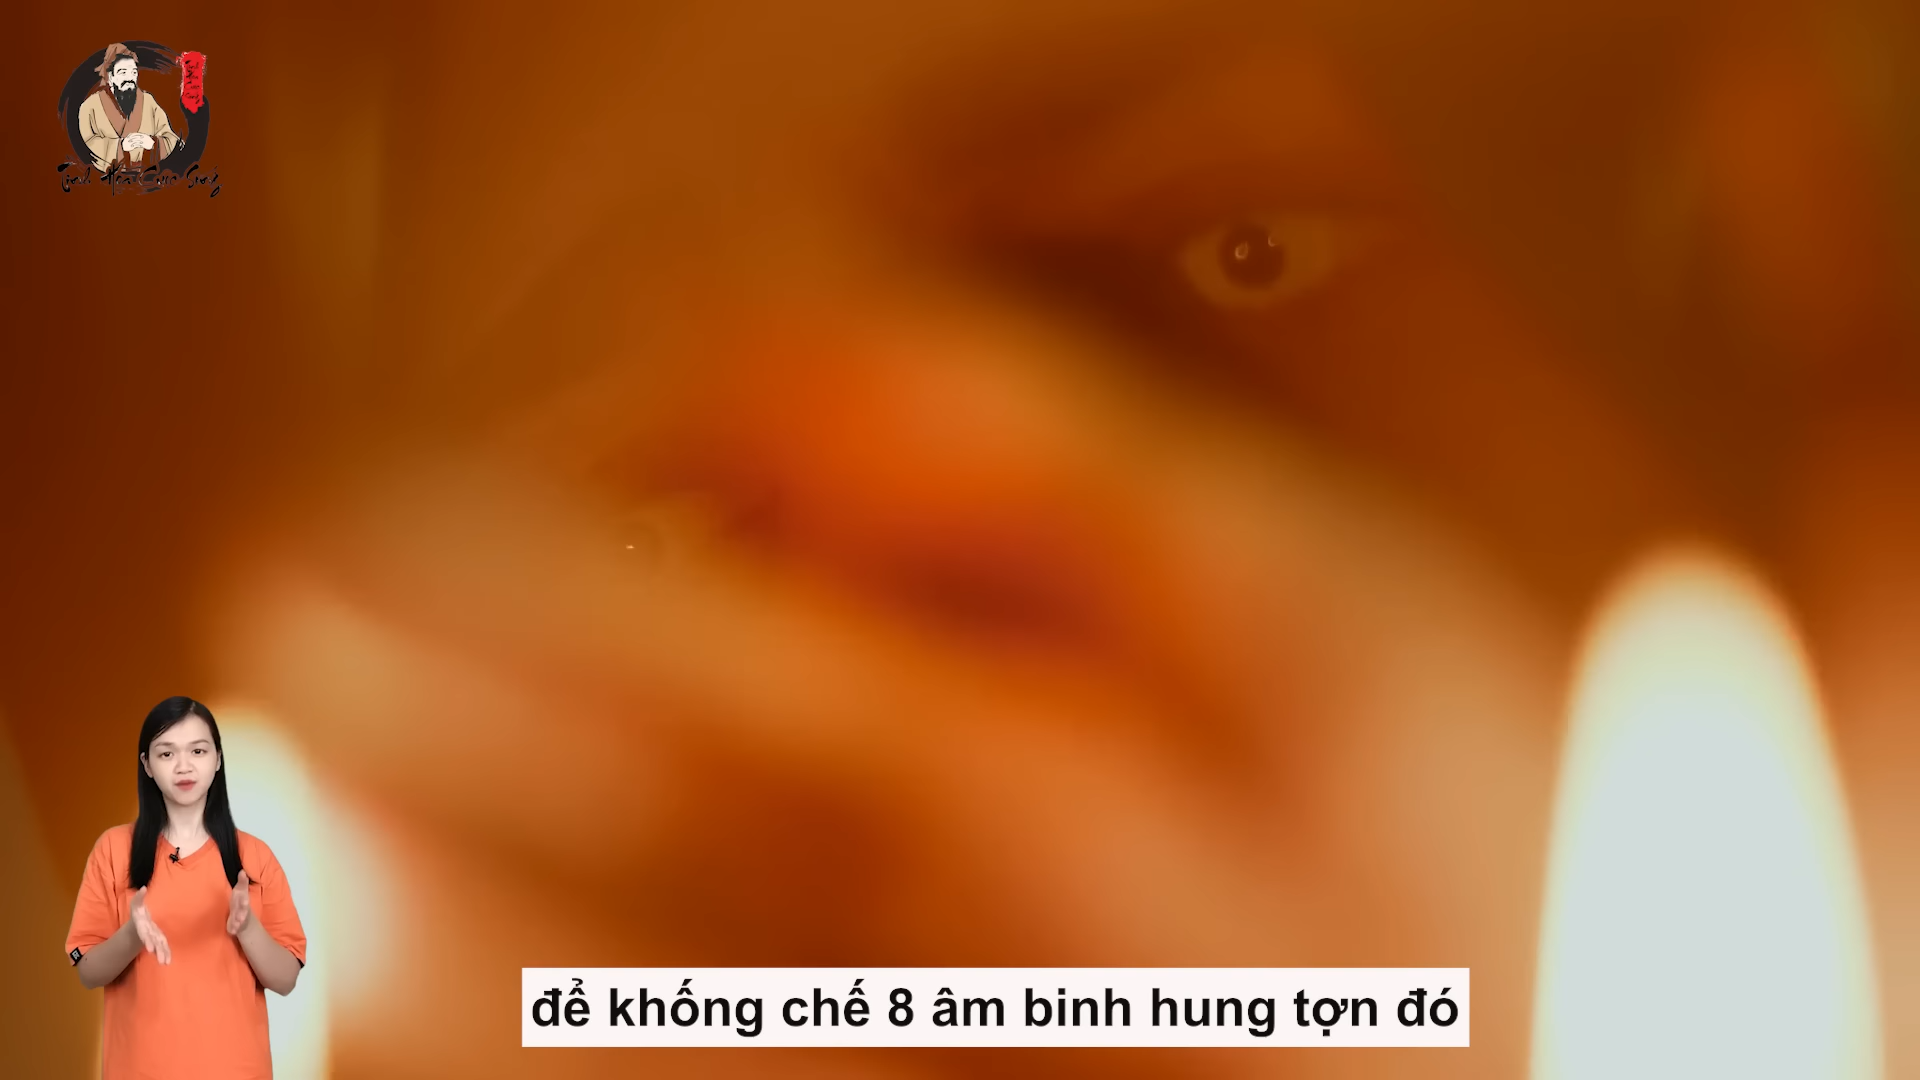 để khống chế 8 âm binh hung tợn đó